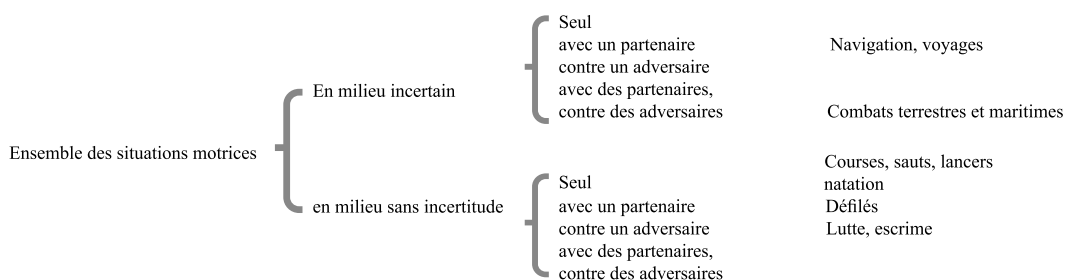 Seul
avec un partenaire Navigation, voyages
contre un adversaire
En milieu incertain
avec des partenaires,
contre des adversaires Combats terrestres et maritimes
Ensemble des situations motrices
Courses, sauts, lancers
Seul natation
en milieu sans incertitude
avec un partenaire Défilés
contre un adversaire Lutte, escrime
avec des partenaires,
contre des adversaires